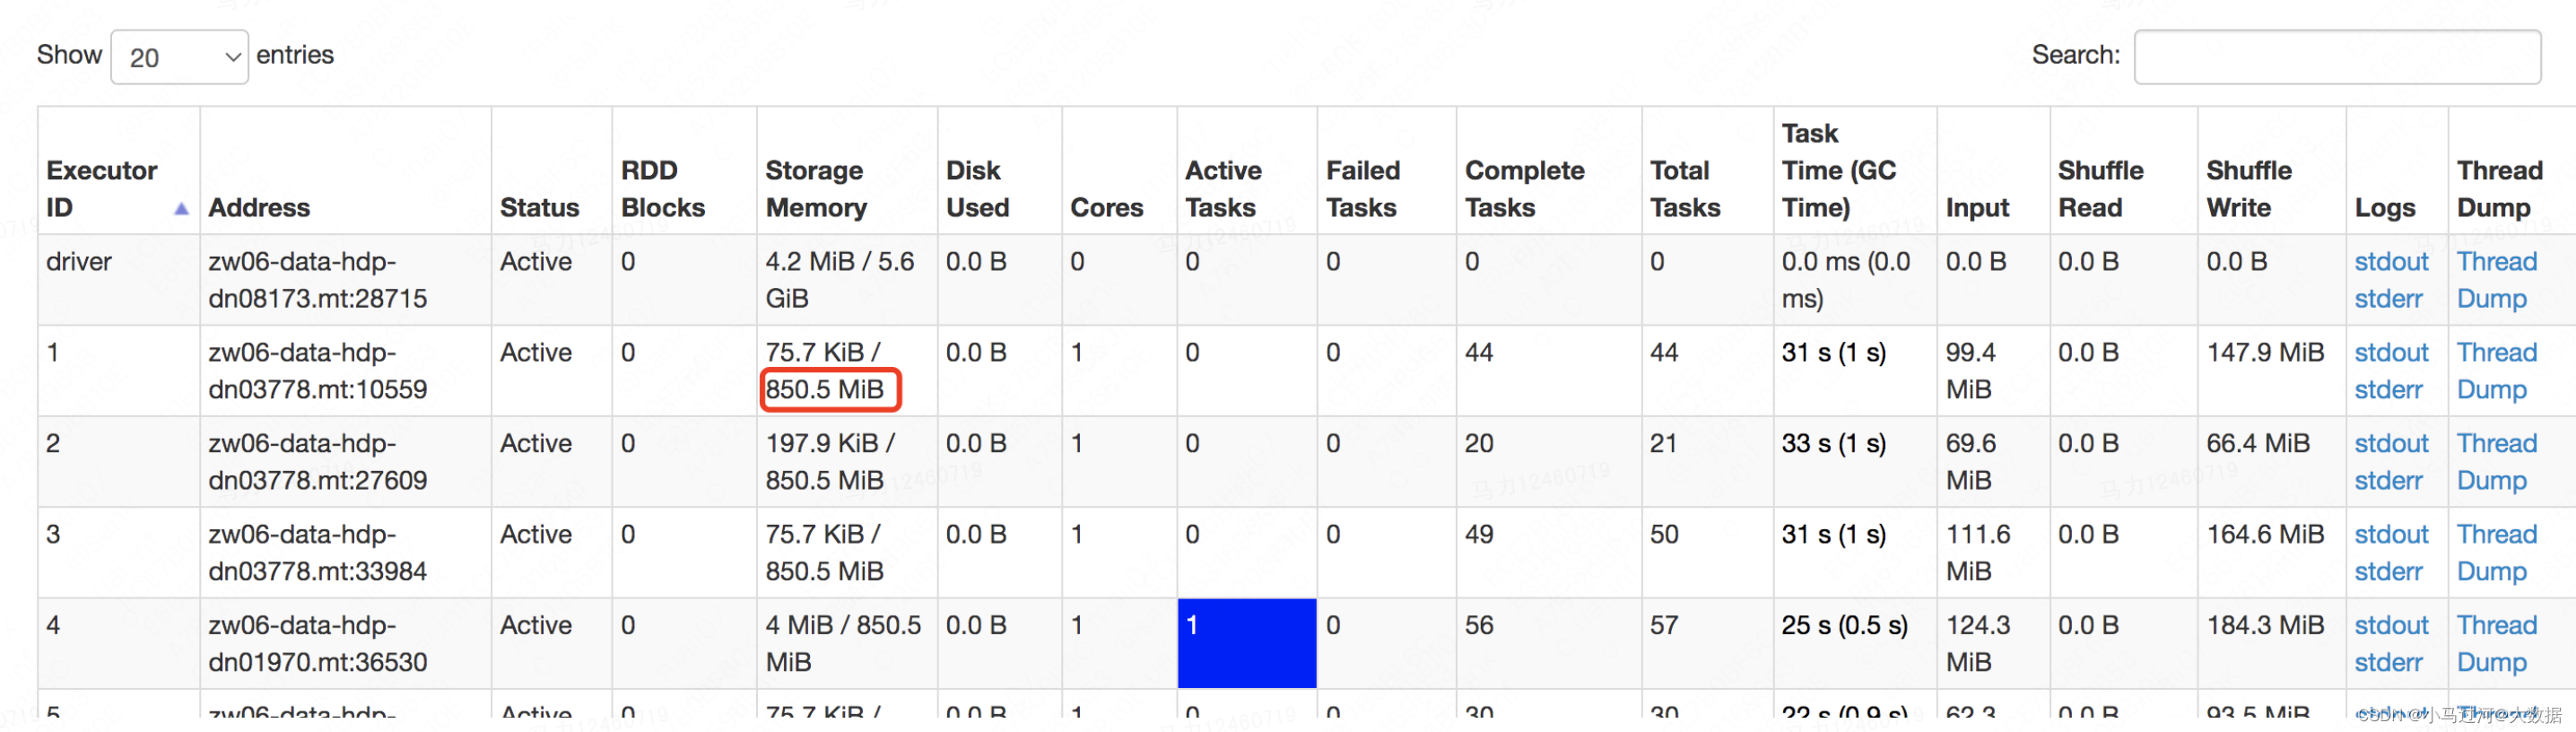 Show 20 entries Search:
Executor ID Address Status RDD Blocks Storage Memory Disk Used Cores Active Tasks Failed Tasks Complete Tasks Total Tasks Task Time (GC Time) Input Shuffle Read Shuffle Write Logs Thread Dump
driver zw06-data-hdp-dn08173.mt:28715 Active 0 4.2 MiB / 5.6 GiB 0.0 B 0 0 0 0 0 0.0 ms (0.0 ms) 0.0 B 0.0 B 0.0 B stdout stderr Thread Dump
1 zw06-data-hdp-dn03778.mt:10559 Active 0 75.7 KiB / 850.5 MiB 0.0 B 1 0 0 44 44 31 s (1 s) 99.4 MiB 0.0 B 147.9 MiB stdout stderr Thread Dump
2 zw06-data-hdp-dn03778.mt:27609 Active 0 197.9 KiB / 850.5 MiB 0.0 B 1 0 0 20 21 33 s (1 s) 69.6 MiB 0.0 B 66.4 MiB stdout stderr Thread Dump
3 zw06-data-hdp-dn03778.mt:33984 Active 0 75.7 KiB / 850.5 MiB 0.0 B 1 0 0 49 50 31 s (1 s) 111.6 MiB 0.0 B 164.6 MiB stdout stderr Thread Dump
4 zw06-data-hdp-dn01970.mt:36530 Active 0 4 MiB / 850.5 MiB 0.0 B 1 1 0 56 57 25 s (0.5 s) 124.3 MiB 0.0 B 184.3 MiB stdout stderr Thread Dump
5 zw06-data-hdp- Active 0 75.7 KiB / 0.0 B 1 0 0 30 30 22 s (0.9 s) 62.3 0.0 B 93.5 MiB stdout Thread
CSDN @小马过河@大数据
马力12460719